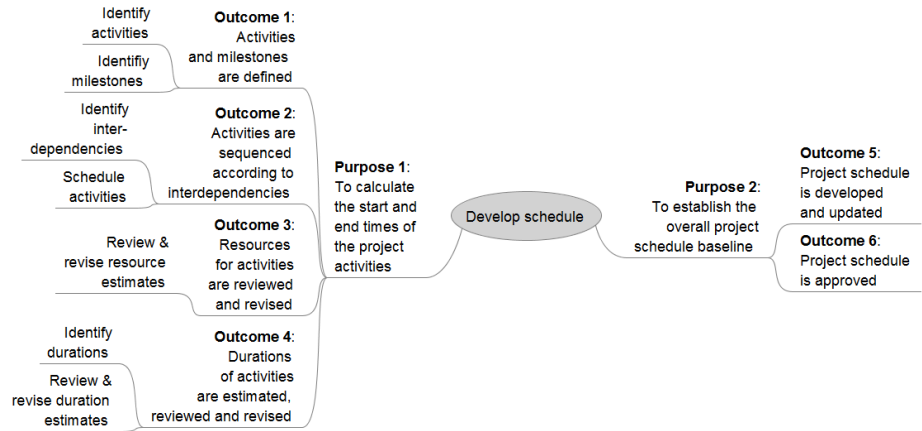 Identify
activities
Identifiy
milestones
Outcome 1:
Activities
and milestones
are defined
Identify
inter-
dependencies
Schedule
activities
Outcome 2:
Activities are
sequenced
according to
interdependencies
Review &
revise resource
estimates
Outcome 3:
Resources
for activities
are reviewed
and revised
Identify
durations
Review &
revise duration
estimates
Outcome 4:
Durations
of activities
are estimated,
reviewed and revised
Purpose 1:
To calculate
the start and
end times of
the project
activities
Develop schedule
Purpose 2:
To establish the
overall project
schedule baseline
Outcome 5:
Project schedule
is developed
and updated
Outcome 6:
Project schedule
is approved